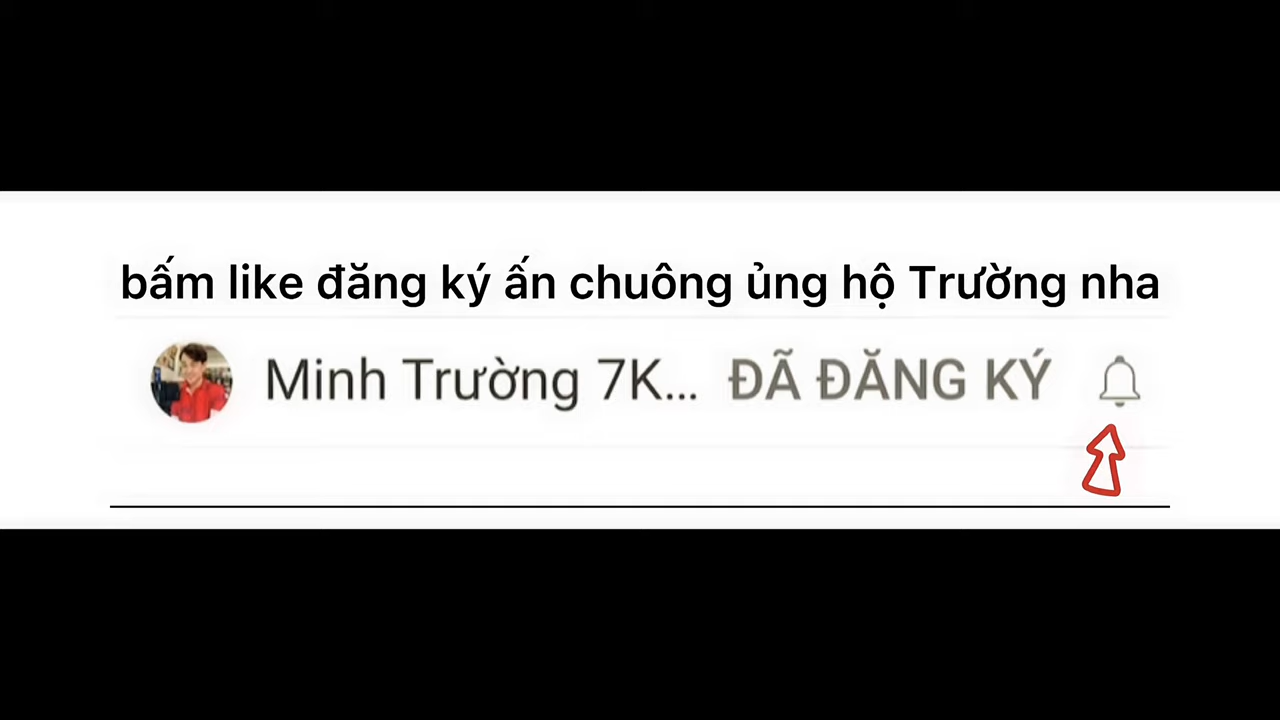 bấm like đăng ký ấn chuông ủng hộ Trường nha
Minh Trường 7K... ĐÃ ĐĂNG KÝ